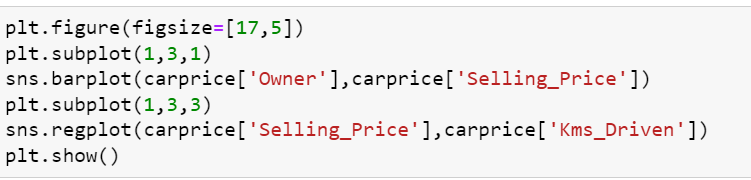 plt.figure(figsize=[17,5])
plt.subplot(1,3,1)
sns.barplot(carprice['Owner'],carprice['Selling_Price'])
plt.subplot(1,3,3)
sns.regplot(carprice['Selling_Price'],carprice['Kms_Driven'])
plt.show()